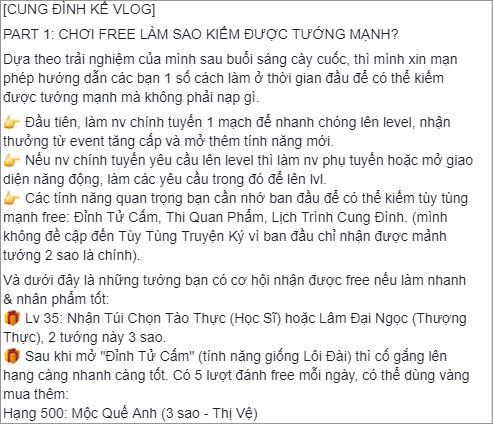 [CUNG ĐÌNH KẾ VLOG]
PART 1: CHƠI FREE LÀM SAO KIẾM ĐƯỢC TƯỚNG MẠNH?
Dựa theo trải nghiệm của mình sau buổi sáng cày cuốc, thì mình xin mạn
phép hướng dẫn các bạn 1 số cách làm ở thời gian đầu để có thể kiếm
được tướng mạnh mà không phải nạp gì.
👉 Đầu tiên, làm nv chính tuyến 1 mạch để nhanh chóng lên level, nhận
thưởng từ event tăng cấp và mở thêm tính năng mới.
👉 Nếu nv chính tuyến yêu cầu lên level thì làm nv phụ tuyến hoặc mở giao
diện năng động, làm các yêu cầu trong đó để lên lvl.
👉 Các tính năng quan trọng bạn cần nhớ ban đầu để có thể kiếm tùy tùng
mạnh free: Đỉnh Tử Cấm, Thi Quan Phẩm, Lịch Trình Cung Đình. (mình
không đề cập đến Tùy Tùng Truyện Ký vì ban đầu chỉ nhận được mảnh
tướng 2 sao là chính).
Và dưới đây là những tướng bạn có cơ hội nhận được free nếu làm nhanh
& nhân phẩm tốt:
🎁 Lv 35: Nhận Túi Chọn Tào Thực (Học Sĩ) hoặc Lâm Đại Ngọc (Thượng
Thực), 2 tướng này 3 sao.
🎁 Sau khi mở "Đỉnh Tử Cấm" (tính năng giống Lôi Đài) thì cố gắng lên
hạng càng nhanh càng tốt. Có 5 lượt đánh free mỗi ngày, có thể dùng vàng
mua thêm:
Hạng 500: Mộc Quế Anh (3 sao - Thị Vệ)